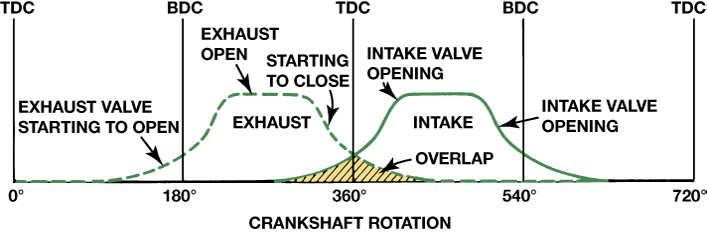 TDC BDC TDC BDC TDC
EXHAUST
OPEN
STARTING
TO CLOSE
INTAKE VALVE
OPENING
EXHAUST VALVE
STARTING TO OPEN
EXHAUST
INTAKE
INTAKE VALVE
OPENING
OVERLAP
0° 180° 360° 540° 720°
CRANKSHAFT ROTATION